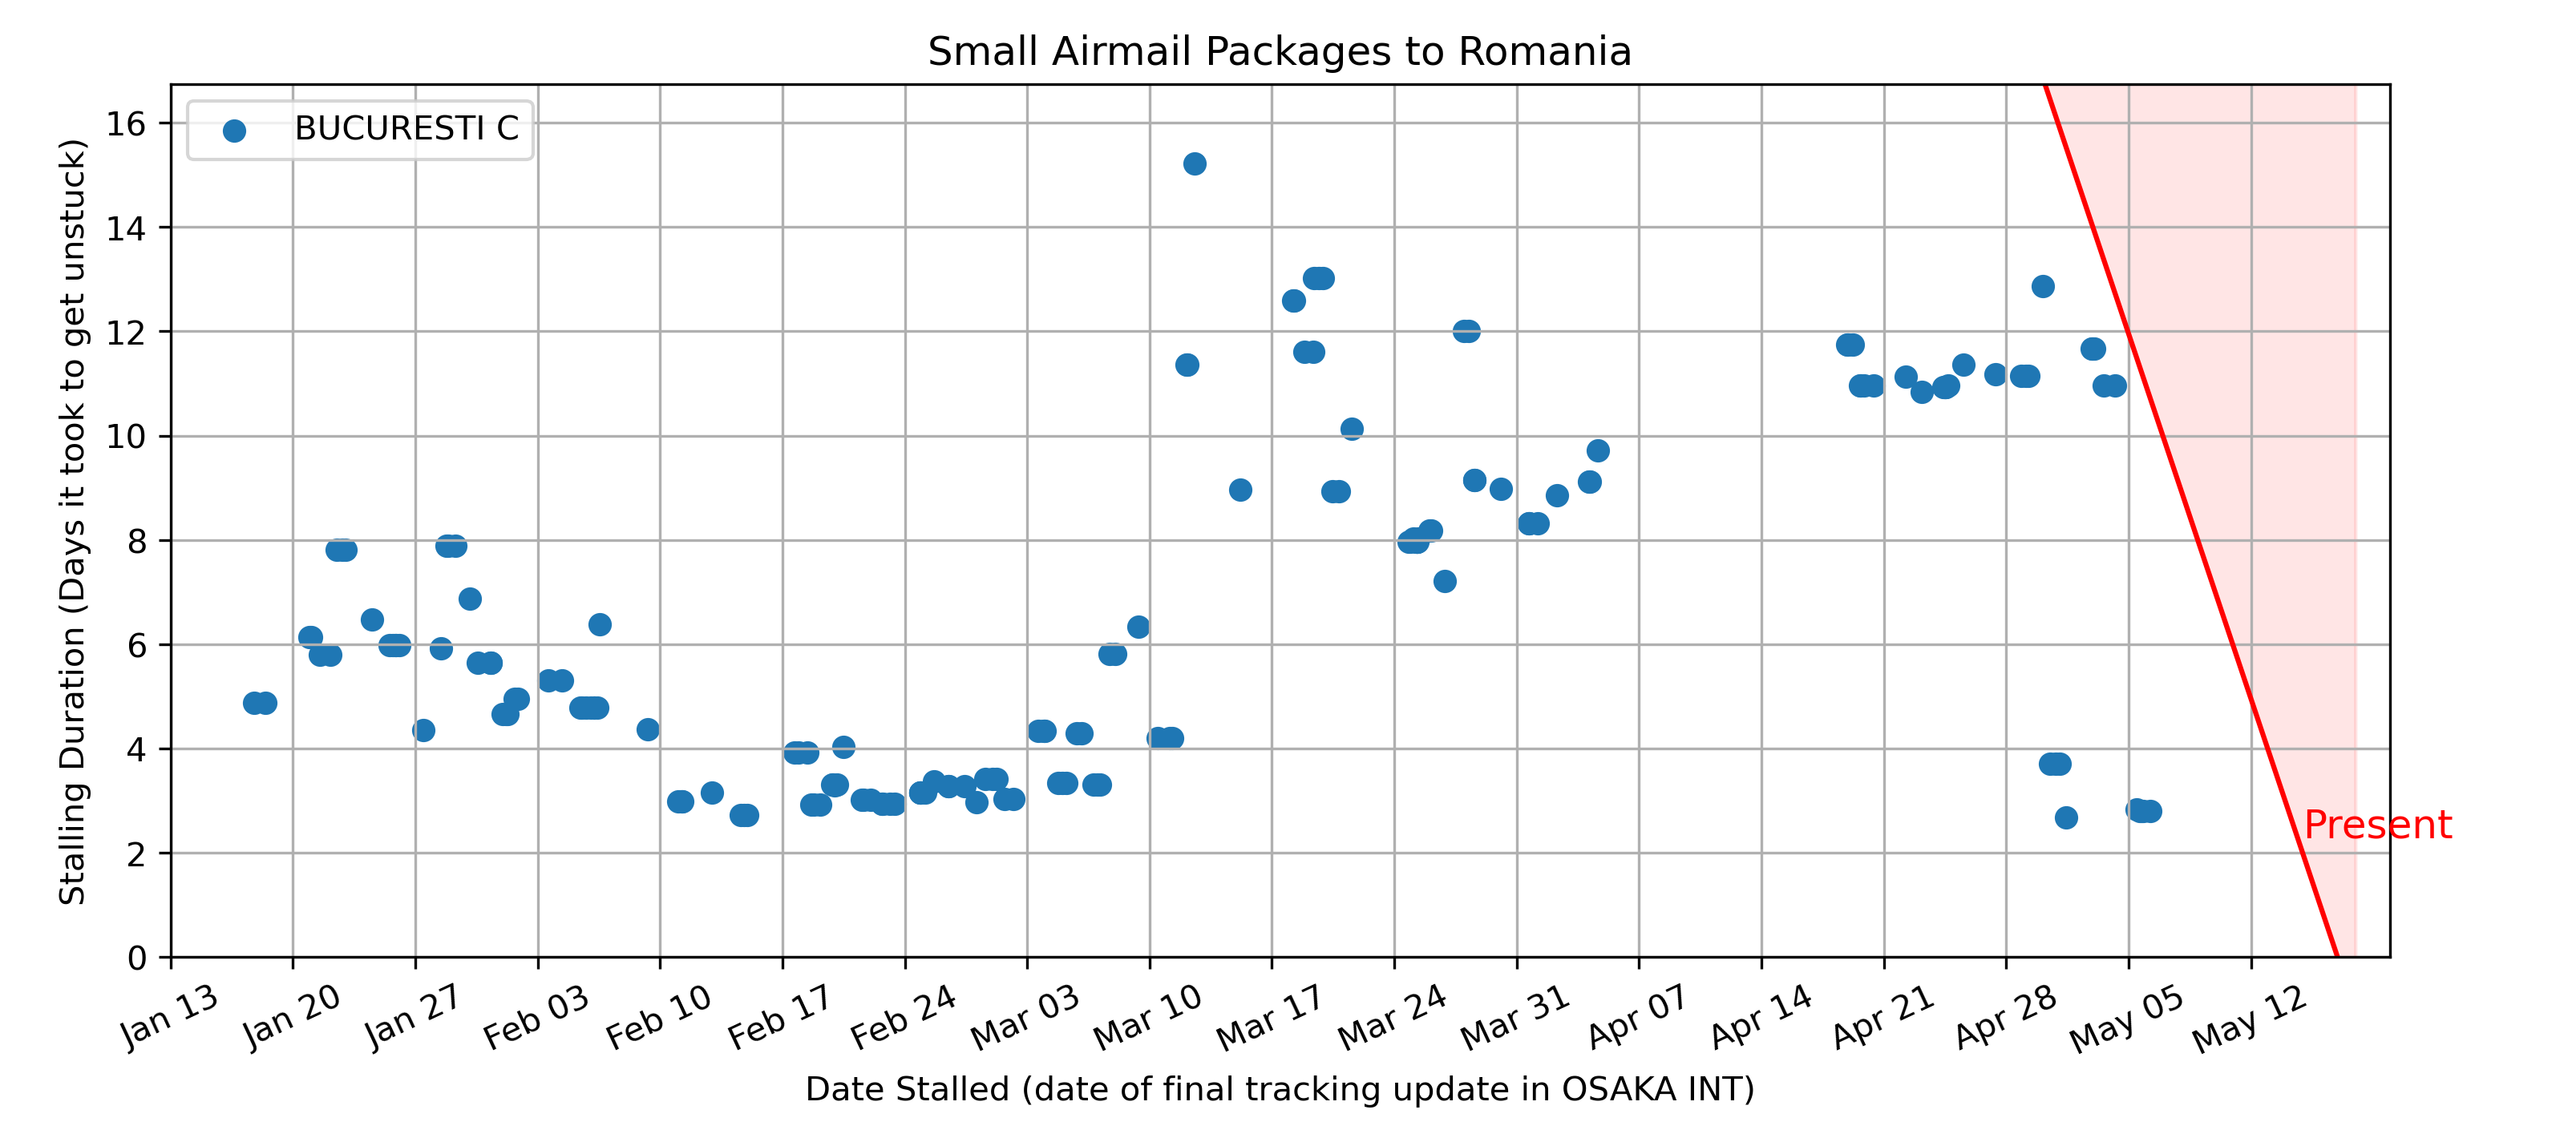 Small Airmail Packages to Romania
BUCURESTI C
Stalling Duration (Days it took to get unstuck)
16
14
12
10
8
6
4
2
0
Present
Jan 13
Jan 20
Jan 27
Feb 03
Feb 10
Feb 17
Feb 24
Mar 03
Mar 10
Mar 17
Mar 24
Mar 31
Apr 07
Apr 14
Apr 21
Apr 28
May 05
May 12
Date Stalled (date of final tracking update in OSAKA INT)